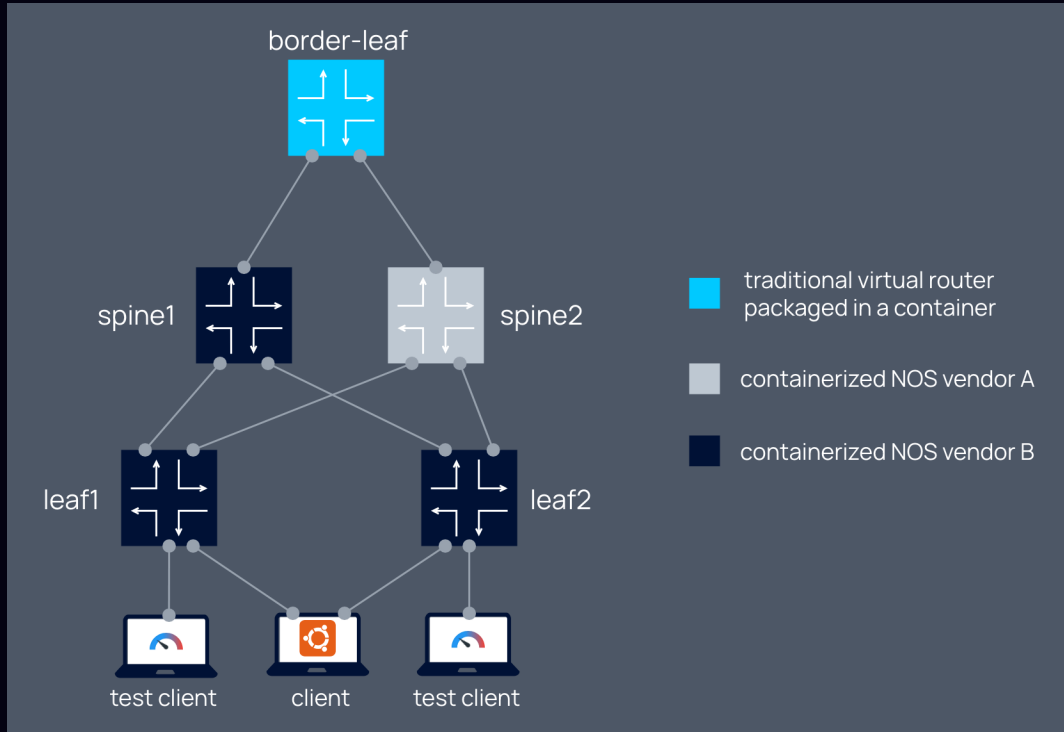 border-leaf
spine1
spine2
traditional virtual router
packaged in a container
containerized NOS vendor A
containerized NOS vendor B
leaf1
leaf2
test client
client
test client